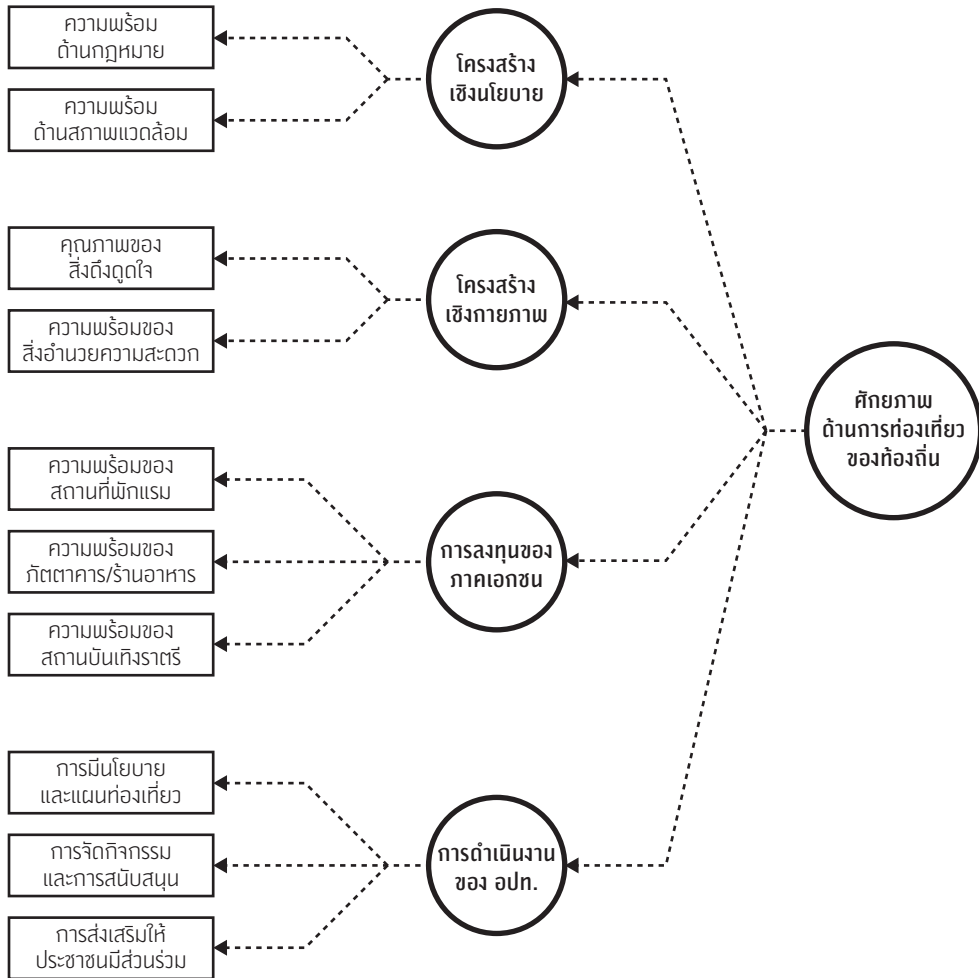 ความพร้อม
ด้านกฎหมาย
ความพร้อม
ด้านสภาพแวดล้อม
โครงสร้าง
เชิงนโยบาย
คุณภาพของ
สิ่งดึงดูดใจ
ความพร้อมของ
สิ่งอำนวยความสะดวก
โครงสร้าง
เชิงกายภาพ
ความพร้อมของ
สถานที่พักแรม
ความพร้อมของ
ภัตตาคาร/ร้านอาหาร
ความพร้อมของ
สถานบันเทิงราตรี
การลงทุนของ
ภาคเอกชน
การมีนโยบาย
และแผนท่องเที่ยว
การจัดกิจกรรม
และการสนับสนุน
การส่งเสริมให้
ประชาชนมีส่วนร่วม
การดำเนินงาน
ของ อปท.
ศักยภาพ
ด้านการท่องเที่ยว
ของท้องถิ่น